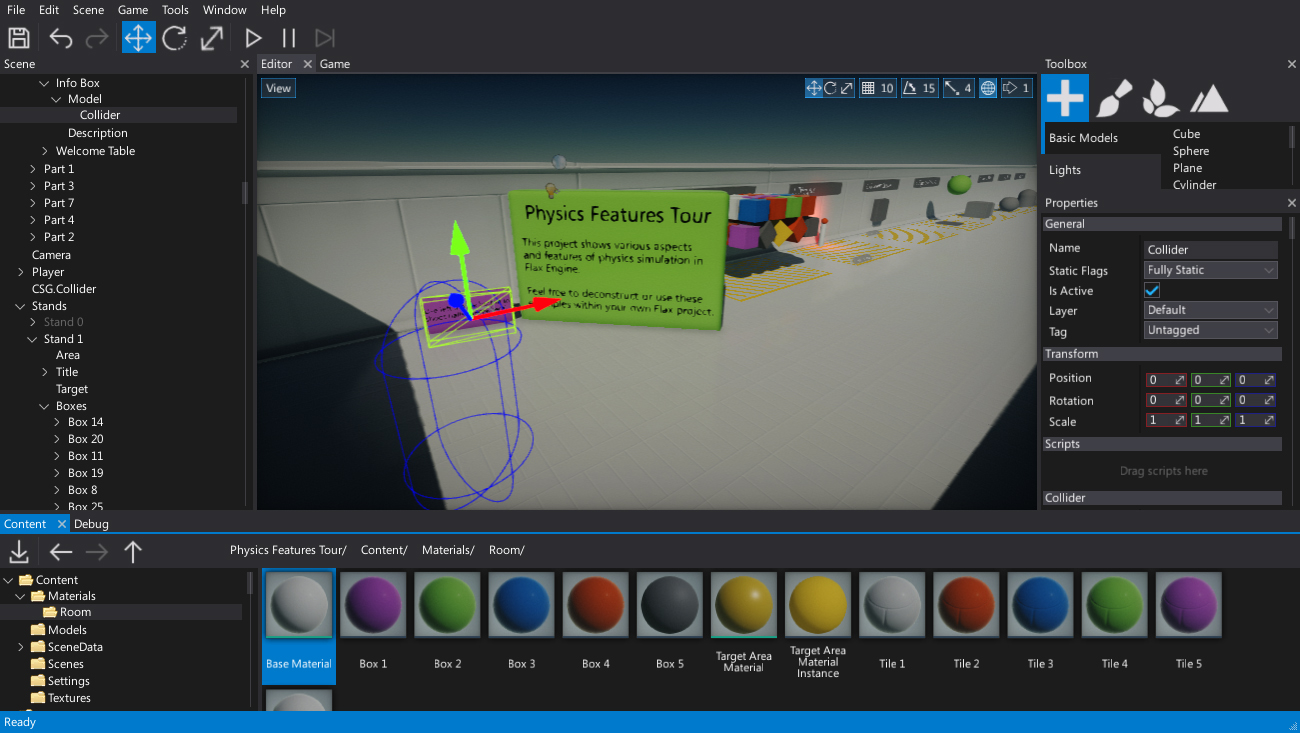 File Edit Scene Game Tools Window Help
Scene
Info Box
Model
Collider
Description
Welcome Table
Part 1
Part 3
Part 7
Part 4
Part 2
Camera
Player
CSG.Collider
Stands
Stand 0
Stand 1
Area
Title
Target
Boxes
Box 14
Box 20
Box 11
Box 19
Box 8
Box 25
Editor Game
View
10 15 4 1
Physics Features Tour
This project shows various aspects
and features of physics simulation in
Flax Engine.
Feel free to deconstruct or use these
within your own Flax project.
Toolbox
Basic Models
Lights
Cube
Sphere
Plane
Cylinder
Properties
General
Name Collider
Static Flags Fully Static
Is Active
Layer Default
Tag Untagged
Transform
Position 0 0 0
Rotation 0 0 0
Scale 1 1 1
Scripts
Drag scripts here
Collider
Content Debug
Physics Features Tour/ Content/ Materials/ Room/
Content
Materials
Room
Models
SceneData
Scenes
Settings
Textures
Base Material
Box 1
Box 2
Box 3
Box 4
Box 5
Target Area
Material
Target Area
Material
Instance
Tile 1
Tile 2
Tile 3
Tile 4
Tile 5
Ready